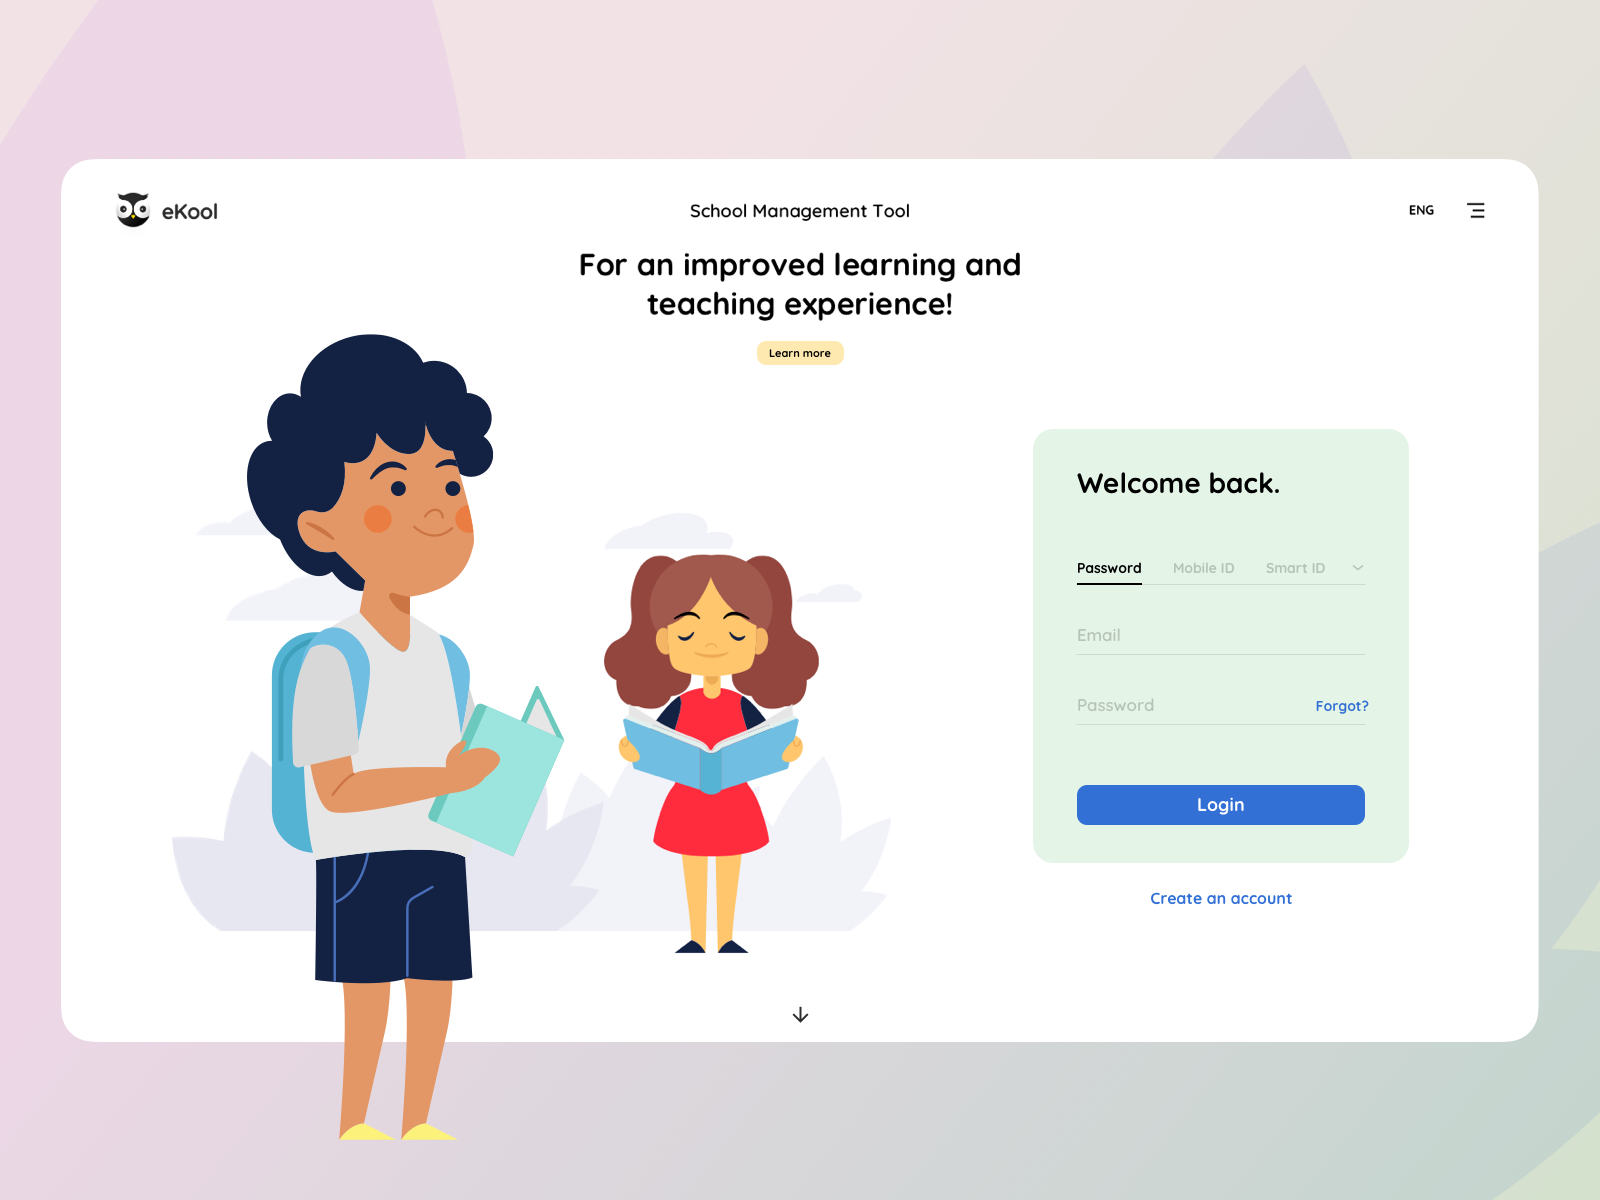 eKool
School Management Tool
ENG
For an improved learning and
teaching experience!
Learn more
Welcome back.
Password Mobile ID Smart ID
Email
Password Forgot?
Login
Create an account